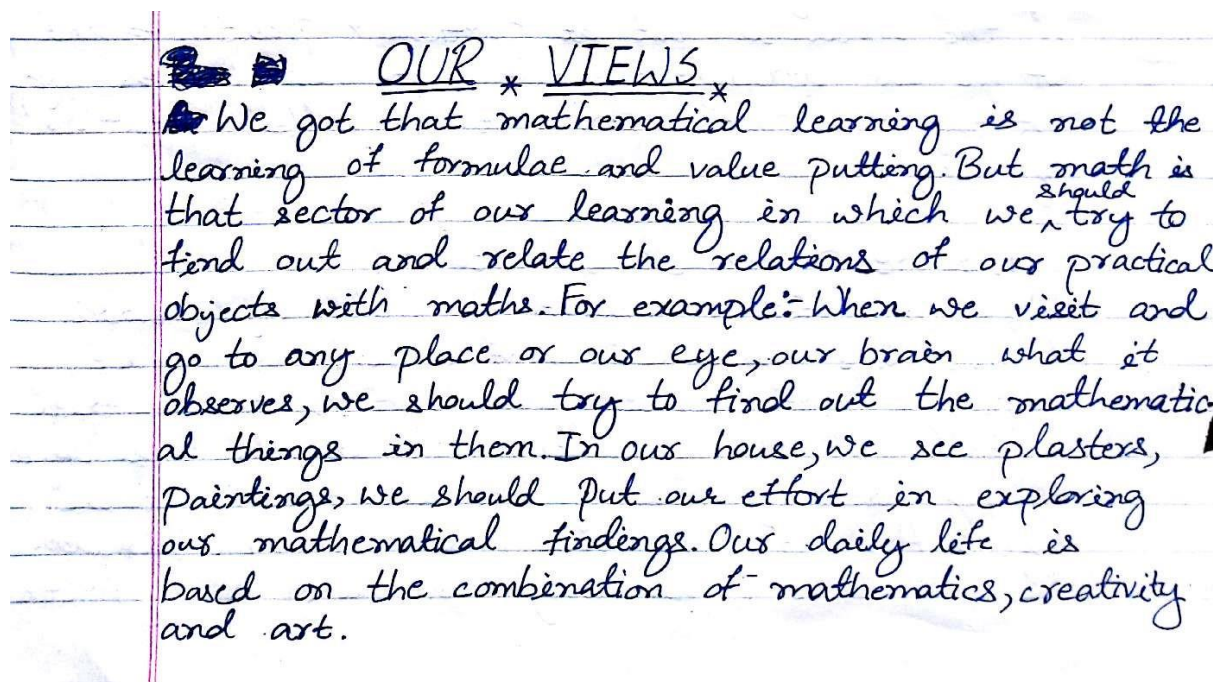 OUR * VIEWS *
We got that mathematical learning is not the
learning of formulae and value putting. But math is
that sector of our learning in which we should try to
find out and relate the relations of our practical
objects with maths. For example:- When we visit and
go to any place or our eye, our brain what it
observes, we should try to find out the mathematic-
al things in them. In our house, we see plasters,
Paintings, we should put our effort in exploring
our mathematical findings. Our daily life is
based on the combination of mathematics, creativity
and art.